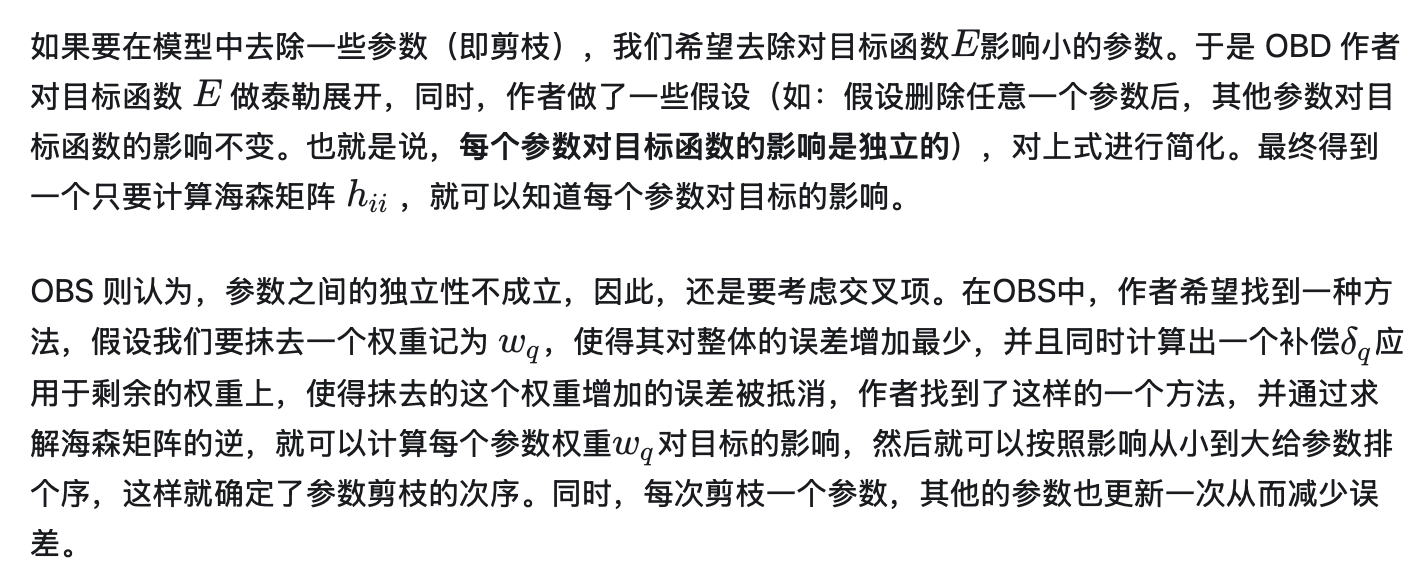 如果要在模型中去除一些参数（即剪枝），我们希望去除对目标函数E影响小的参数。于是 OBD 作者
对目标函数 E 做泰勒展开，同时，作者做了一些假设（如：假设删除任意一个参数后，其他参数对目
标函数的影响不变。也就是说，每个参数对目标函数的影响是独立的），对上式进行简化。最终得到
一个只要计算海森矩阵 h_{ii} ，就可以知道每个参数对目标的影响。
OBS 则认为，参数之间的独立性不成立，因此，还是要考虑交叉项。在OBS中，作者希望找到一种方
法，假设我们要抹去一个权重记为 w_q，使得其对整体的误差增加最少，并且同时计算出一个补偿δ_q应
用于剩余的权重上，使得抹去的这个权重增加的误差被抵消，作者找到了这样的一个方法，并通过求
解海森矩阵的逆，就可以计算每个参数权重w_q对目标的影响，然后就可以按照影响从小到大给参数排
个序，这样就确定了参数剪枝的次序。同时，每次剪枝一个参数，其他的参数也更新一次从而减少误
差。